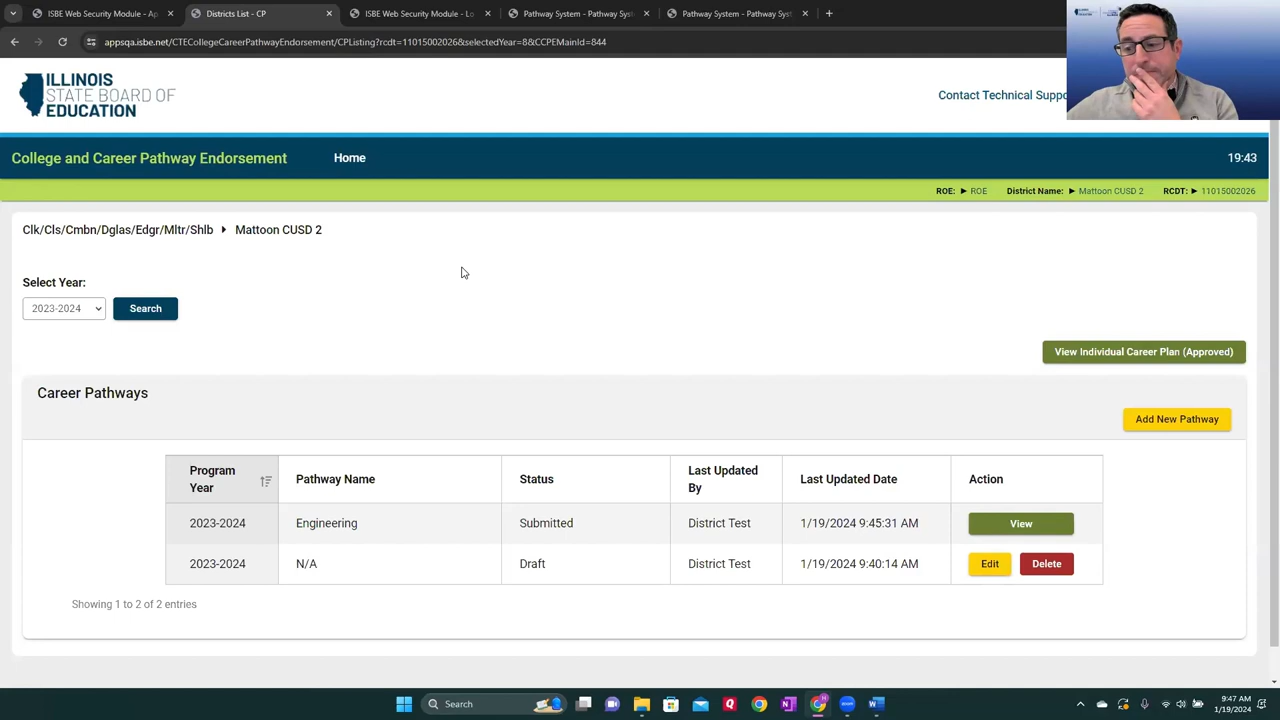 ISBE Web Security Module - Ap
Districts List - CP
ISBE Web Security Module - Lo
Pathway System - Pathway Sys
Pathway System - Pathway Sys
appsqa.isbe.net/CTECollegeCareerPathwayEndorsement/CPListing?rcdt=11015002026&selectedYear=8&CCPEMainId=844
ILLINOIS
STATE BOARD OF
EDUCATION
Contact Technical Suppo
College and Career Pathway Endorsement
Home
19:43
ROE: ► ROE District Name: ► Mattoon CUSD 2 RCDT: ► 11015002026
Clk/Cls/Cmbn/Dglas/Edgr/Mltr/Shlb ► Mattoon CUSD 2
Select Year:
2023-2024
Search
View Individual Career Plan (Approved)
Career Pathways
Add New Pathway
Program Year Pathway Name Status Last Updated By Last Updated Date Action
2023-2024 Engineering Submitted District Test 1/19/2024 9:45:31 AM View
2023-2024 N/A Draft District Test 1/19/2024 9:40:14 AM Edit Delete
Showing 1 to 2 of 2 entries
Search
9:47 AM
1/19/2024